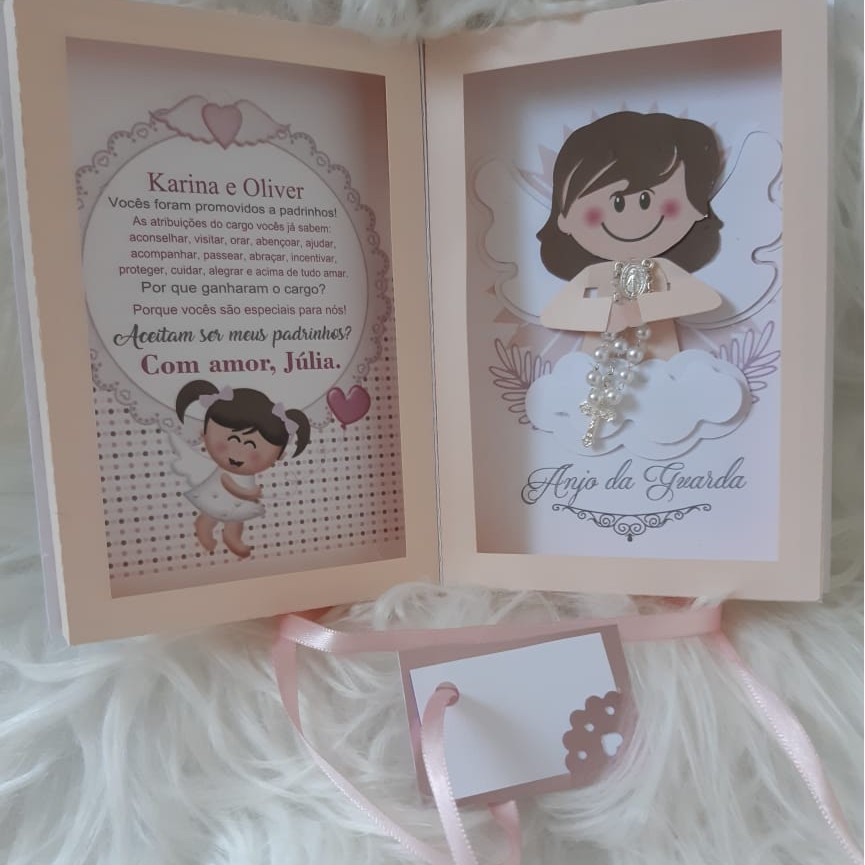 Karina e Oliver
Vocês foram promovidos a padrinhos!
As atribuições do cargo vocês já sabem:
aconselhar, visitar, orar, abençoar, ajudar,
acompanhar, passear, abraçar, incentivar,
proteger, cuidar, alegrar e acima de tudo amar.
Por que ganharam o cargo?
Porque vocês são especiais para nós!
Aceitam ser meus padrinhos?
Com amor, Júlia.
Anjo da Guarda